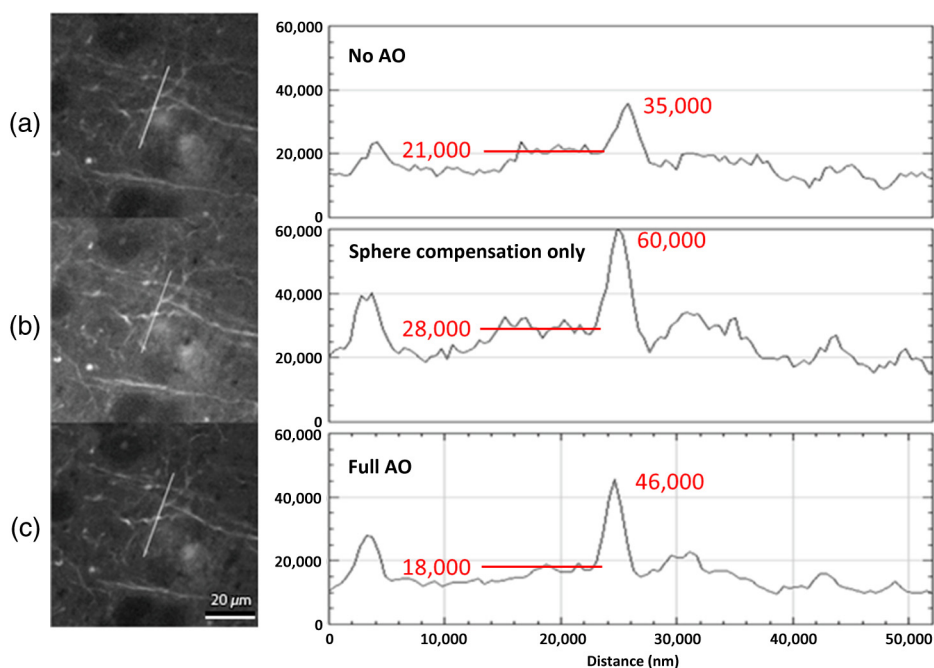 (a)
60,000
40,000
20,000
0
No AO
21,000
35,000
(b)
60,000
40,000
20,000
0
Sphere compensation only
28,000
60,000
(c)
20 µm
60,000
40,000
20,000
0
Full AO
18,000
46,000
0 10,000 20,000 30,000 40,000 50,000
Distance (nm)